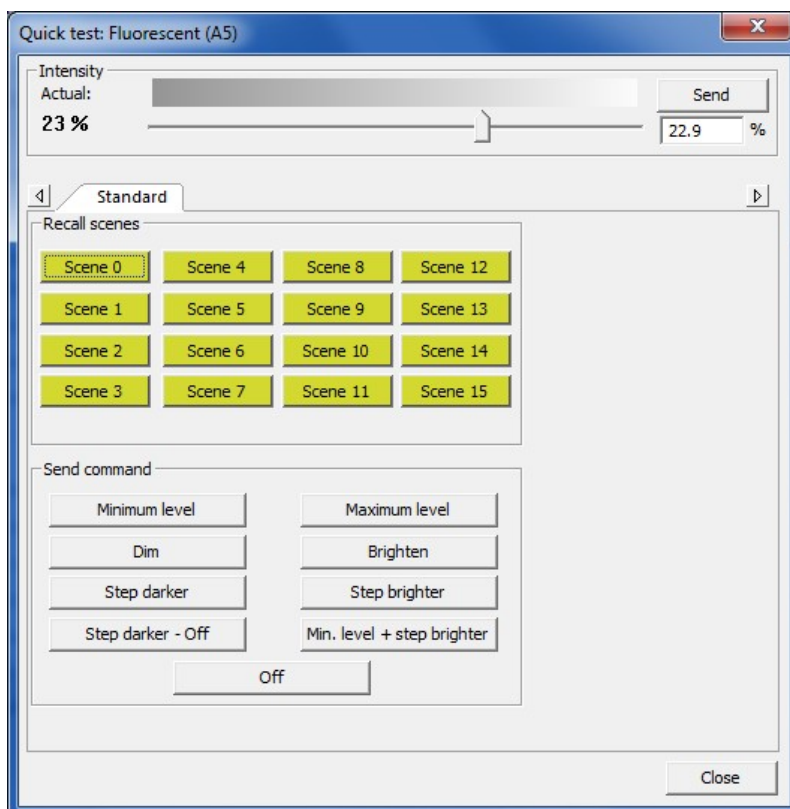 Quick test: Fluorescent (A5)
Intensity
Actual:
Send
23 %
22.9 %
Standard
Recall scenes
Scene 0 Scene 4 Scene 8 Scene 12
Scene 1 Scene 5 Scene 9 Scene 13
Scene 2 Scene 6 Scene 10 Scene 14
Scene 3 Scene 7 Scene 11 Scene 15
Send command
Minimum level Maximum level
Dim Brighten
Step darker Step brighter
Step darker - Off Min. level + step brighter
Off
Close